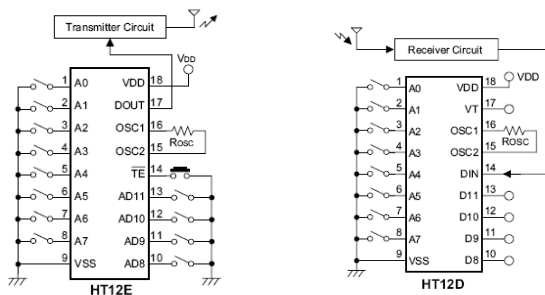 Transmitter Circuit
VDD
1 A0 VDD 18
2 A1 DOUT 17
3 A2 OSC1 16
ROSC
4 A3 OSC2 15
5 A4 TE 14
6 A5 AD11 13
7 A6 AD10 12
8 A7 AD9 11
9 VSS AD8 10
HT12E
Receiver Circuit
VDD
1 A0 VDD 18
2 A1 VT 17
3 A2 OSC1 16
ROSC
4 A3 OSC2 15
5 A4 DIN 14
6 A5 D11 13
7 A6 D10 12
8 A7 D9 11
9 VSS D8 10
HT12D